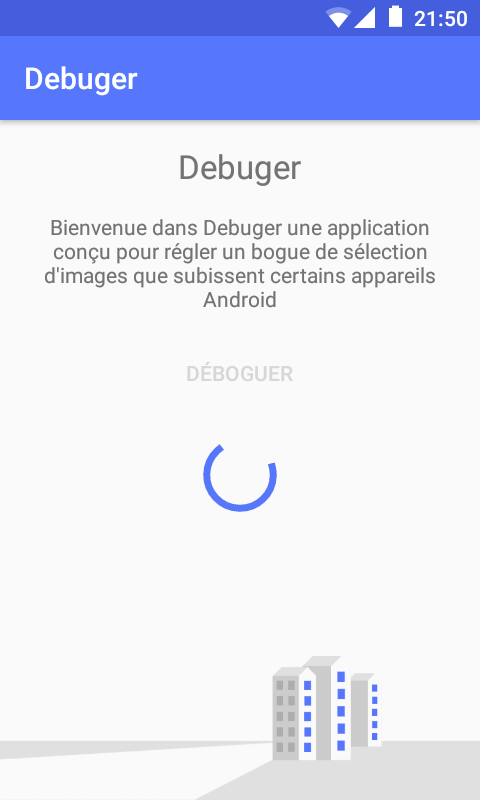 21:50
Debuger
Debuger
Bienvenue dans Debuger une application
conçu pour régler un bogue de sélection
d'images que subissent certains appareils
Android
DÉBOGUER